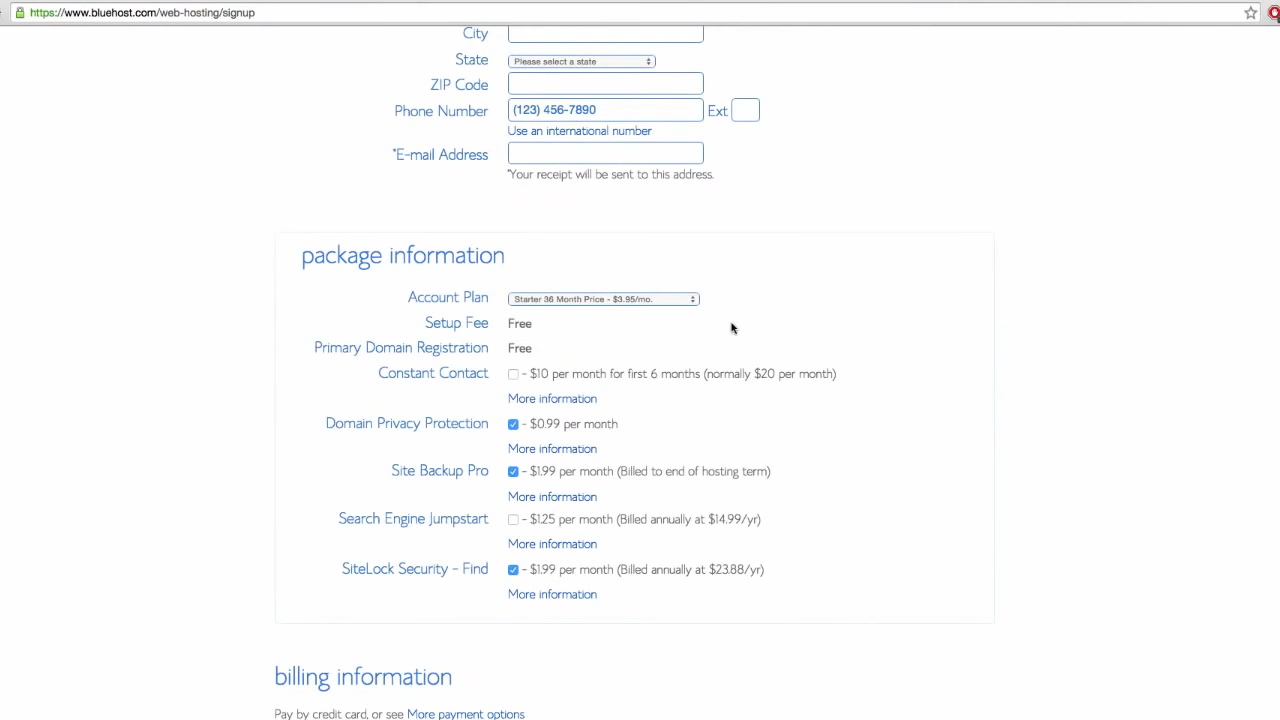 https://www.bluehost.com/web-hosting/signup
City
State Please select a state
ZIP Code
Phone Number (123) 456-7890 Ext
Use an international number
*E-mail Address
*Your receipt will be sent to this address.
package information
Account Plan Starter 36 Month Price - $3.95/mo.
Setup Fee Free
Primary Domain Registration Free
Constant Contact - $10 per month for first 6 months (normally $20 per month)
More information
Domain Privacy Protection - $0.99 per month
More information
Site Backup Pro - $1.99 per month (Billed to end of hosting term)
More information
Search Engine Jumpstart - $1.25 per month (Billed annually at $14.99/yr)
More information
SiteLock Security - Find - $1.99 per month (Billed annually at $23.88/yr)
More information
billing information
Pay by credit card, or see More payment options